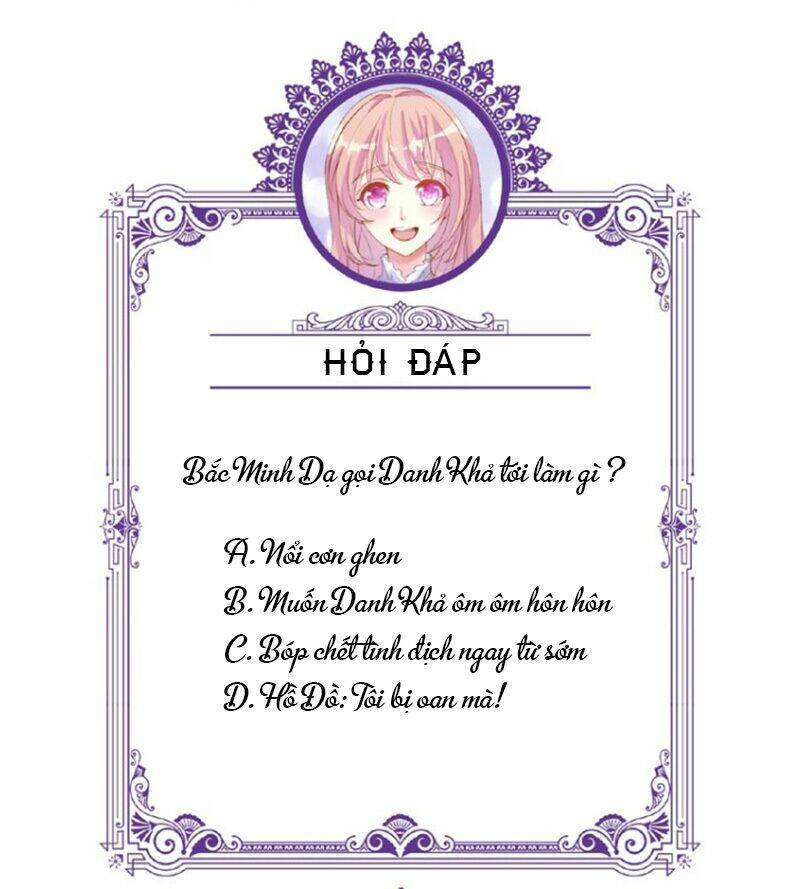 HỎI ĐÁP
Bắc Minh Dạ gọi Danh Khả tới làm gì ?
A. Nổi cơn ghen
B. Muốn Danh Khả ôm ôm hôn hôn
C. Bóp chết tình địch ngay từ sớm
D. Hồ Đồ: Tôi bị oan mà!